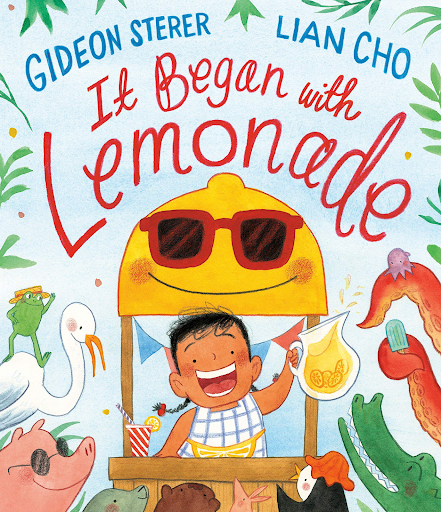 GIDEON STERER
LIAN CHO
It Began with
Lemonade